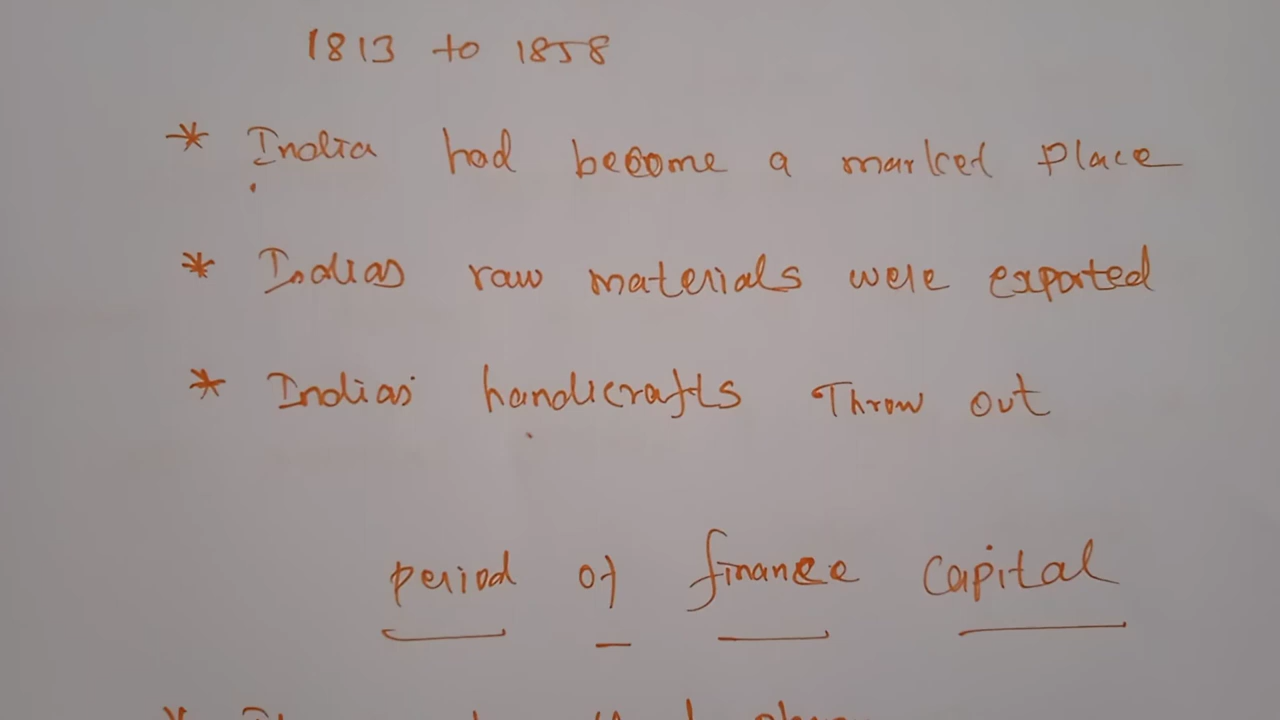 1813 to 1858
* India had become a market place
* Indias raw materials were exported
* Indias handicrafts Throw out
period of finance capital